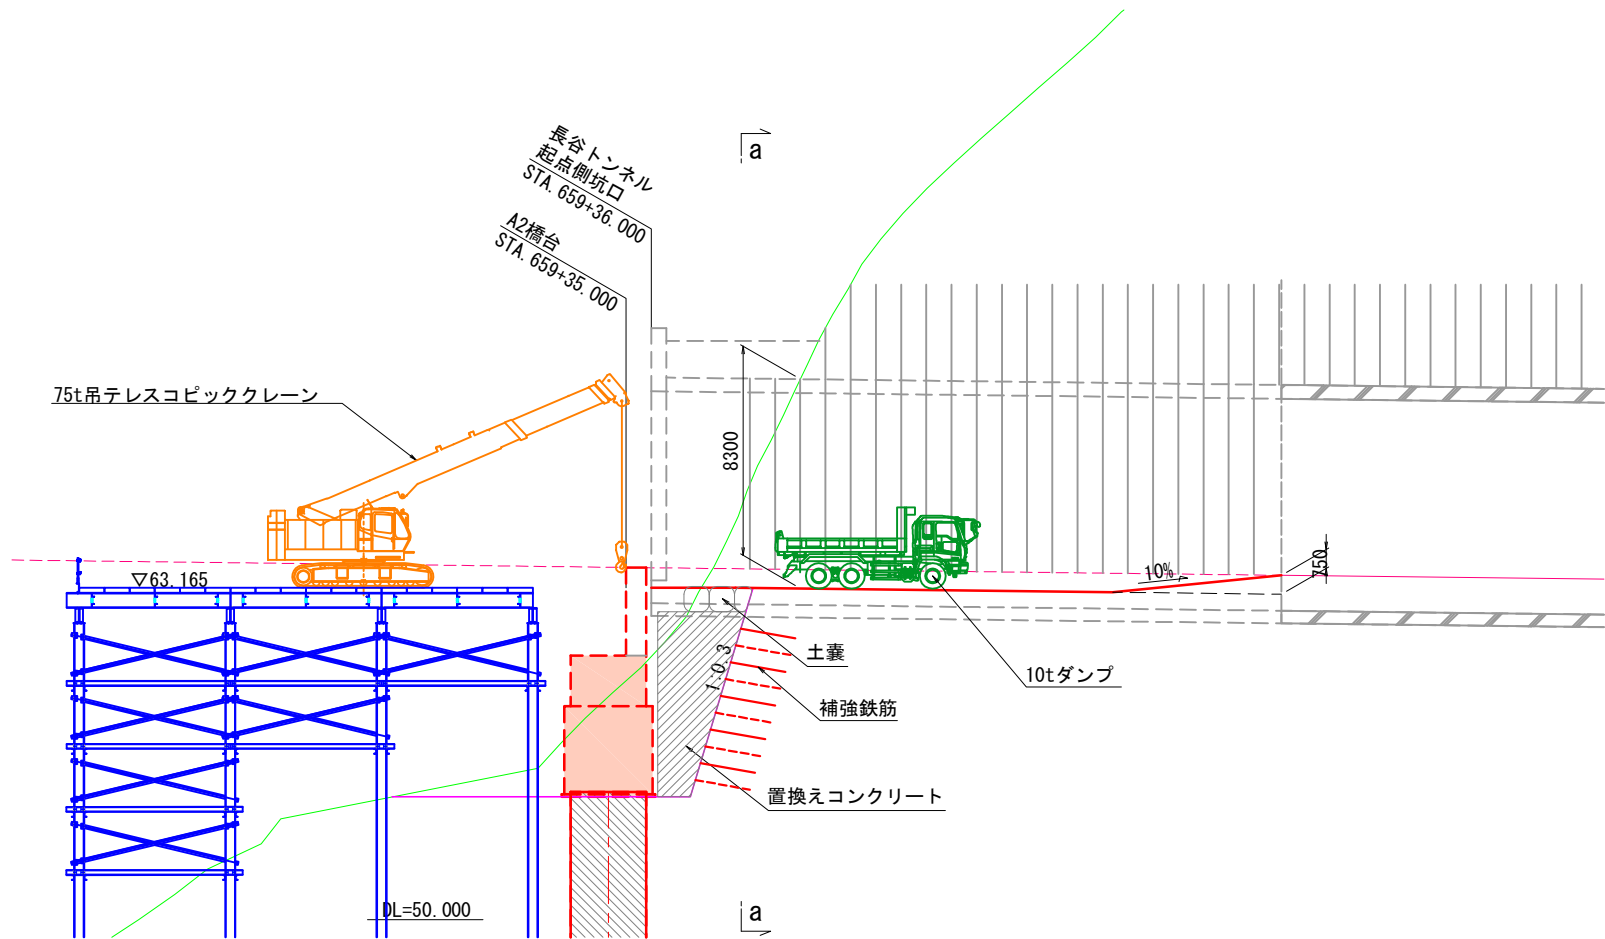 長谷トンネル
起点側坑口
STA.659+36.000
a
A2橋台
STA.659+35.000
75t吊テレスコピッククレーン
8300
▽63.165
10%
750
土嚢
1:0.3
10tダンプ
補強鉄筋
置換えコンクリート
DL=50.000
a